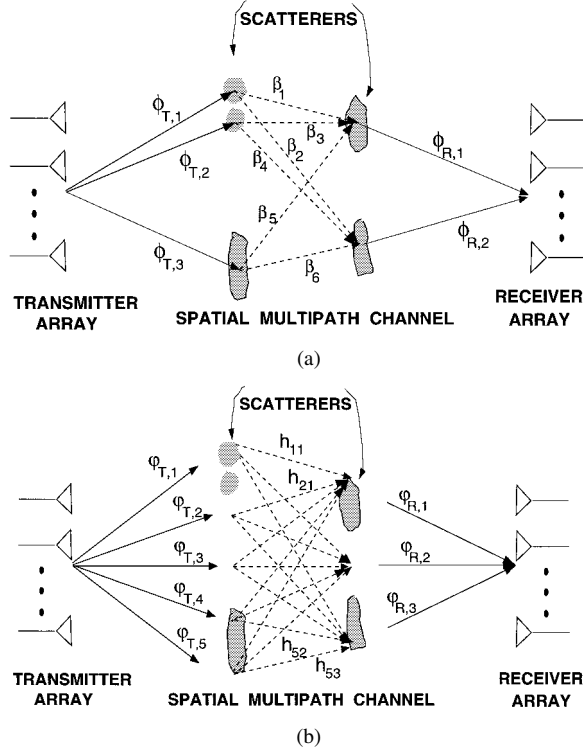 SCATTERERS
β1
ϕT,1
β3
ϕR,1
β2
ϕT,2
β4
β5
ϕR,2
ϕT,3
β6
TRANSMITTER
ARRAY
SPATIAL MULTIPATH CHANNEL
RECEIVER
ARRAY
(a)
SCATTERERS
h11
φT,1
h21
φR,1
φT,2
φT,3
φR,2
φT,4
φR,3
φT,5
h52
h53
TRANSMITTER
ARRAY
SPATIAL MULTIPATH CHANNEL
RECEIVER
ARRAY
(b)